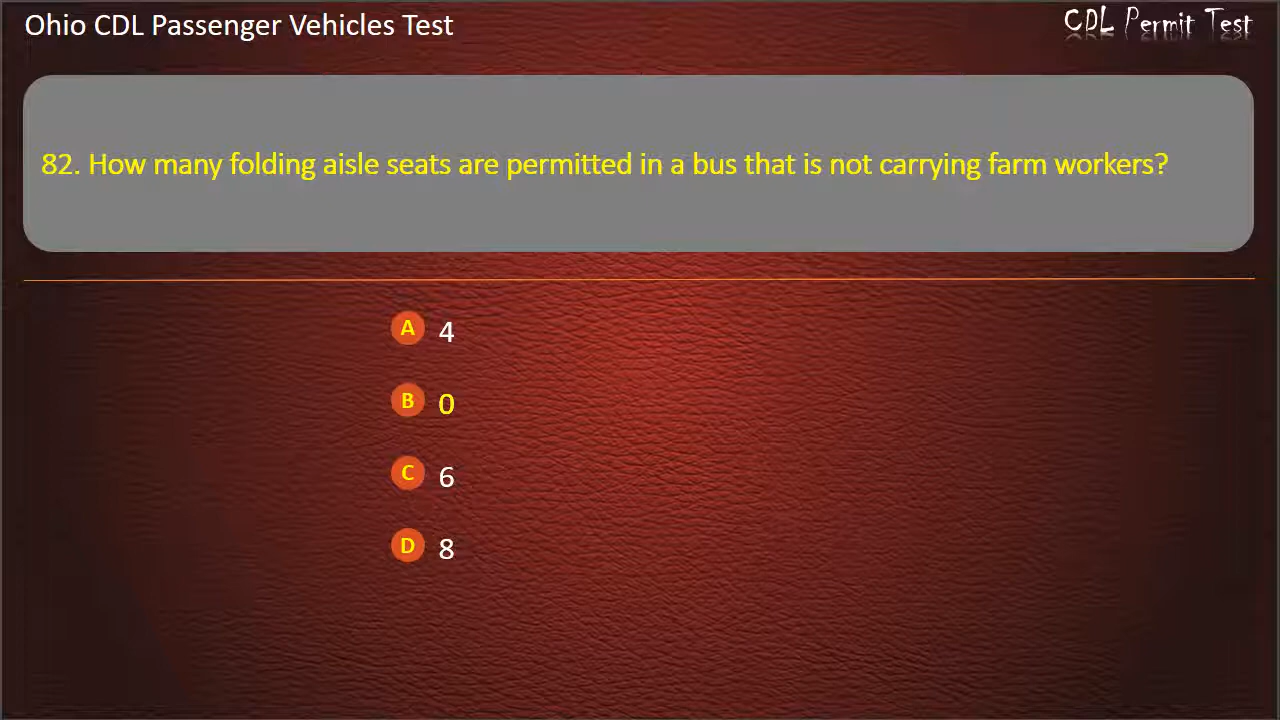 Ohio CDL Passenger Vehicles Test
CDL Permit Test
82. How many folding aisle seats are permitted in a bus that is not carrying farm workers?
A 4
B 0
C 6
D 8